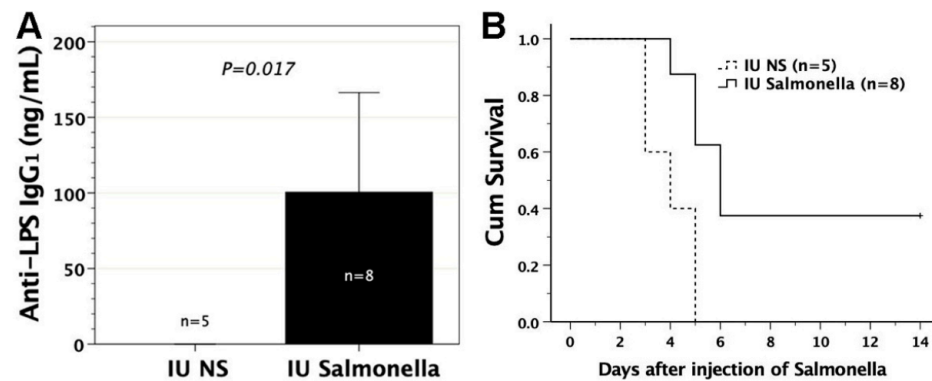 A
Anti-LPS IgG1 (ng/mL)
200
150
100
50
0
P=0.017
n=5
n=8
IU NS
IU Salmonella
B
Cum Survival
1.0
0.8
0.6
0.4
0.2
0.0
IU NS (n=5)
IU Salmonella (n=8)
0 2 4 6 8 10 12 14
Days after injection of Salmonella